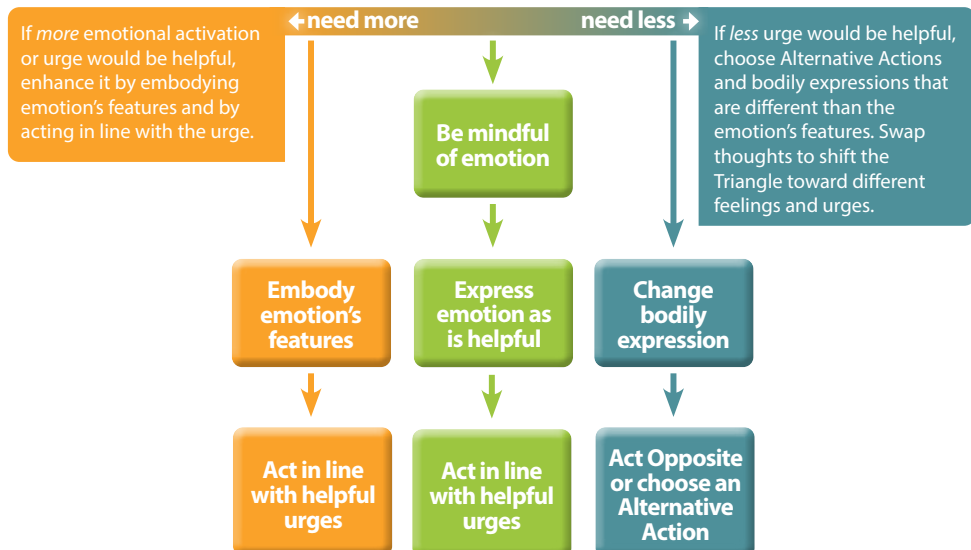 need more
need less
If more emotional activation
or urge would be helpful,
enhance it by embodying
emotion's features and by
acting in line with the urge.
If less urge would be helpful,
choose Alternative Actions
and bodily expressions that
are different than the
emotion's features. Swap
thoughts to shift the
Triangle toward different
feelings and urges.
Be mindful
of emotion
Embody
emotion's
features
Express
emotion as
is helpful
Change
bodily
expression
Act in line
with helpful
urges
Act in line
with helpful
urges
Act Opposite
or choose an
Alternative
Action